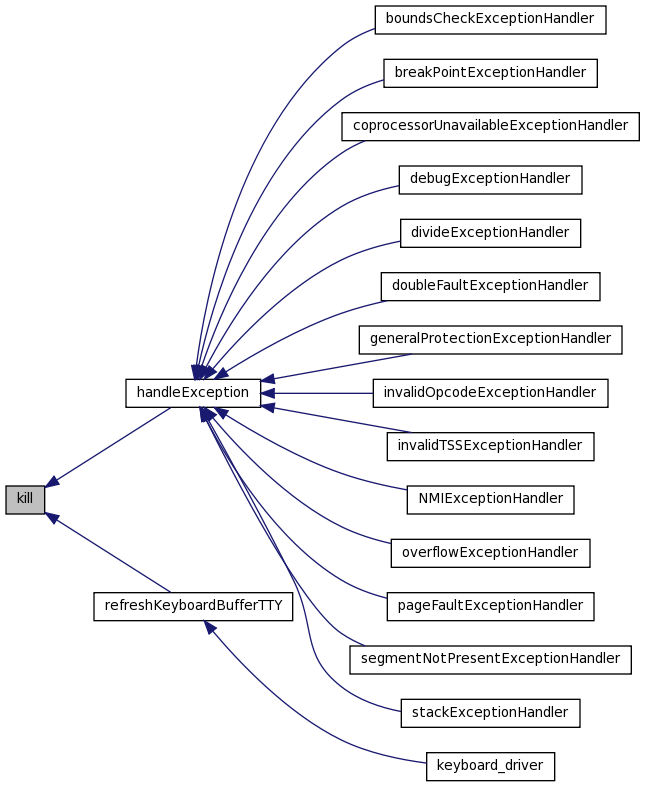 boundsCheckExceptionHandler
breakPointExceptionHandler
coprocessorUnavailableExceptionHandler
debugExceptionHandler
divideExceptionHandler
doubleFaultExceptionHandler
generalProtectionExceptionHandler
handleException
invalidOpcodeExceptionHandler
invalidTSSExceptionHandler
kill
NMIExceptionHandler
overflowExceptionHandler
refreshKeyboardBufferTTY
pageFaultExceptionHandler
segmentNotPresentExceptionHandler
stackExceptionHandler
keyboard_driver